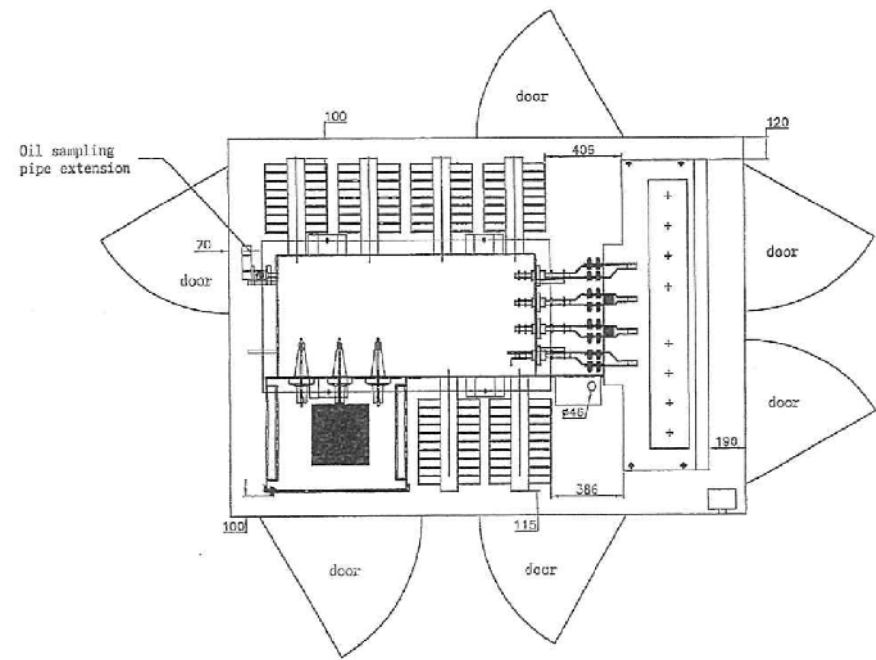 door
100
120
Oil sampling
pipe extension
405
70
door
door
ø46
door
190
386
100
115
door
door